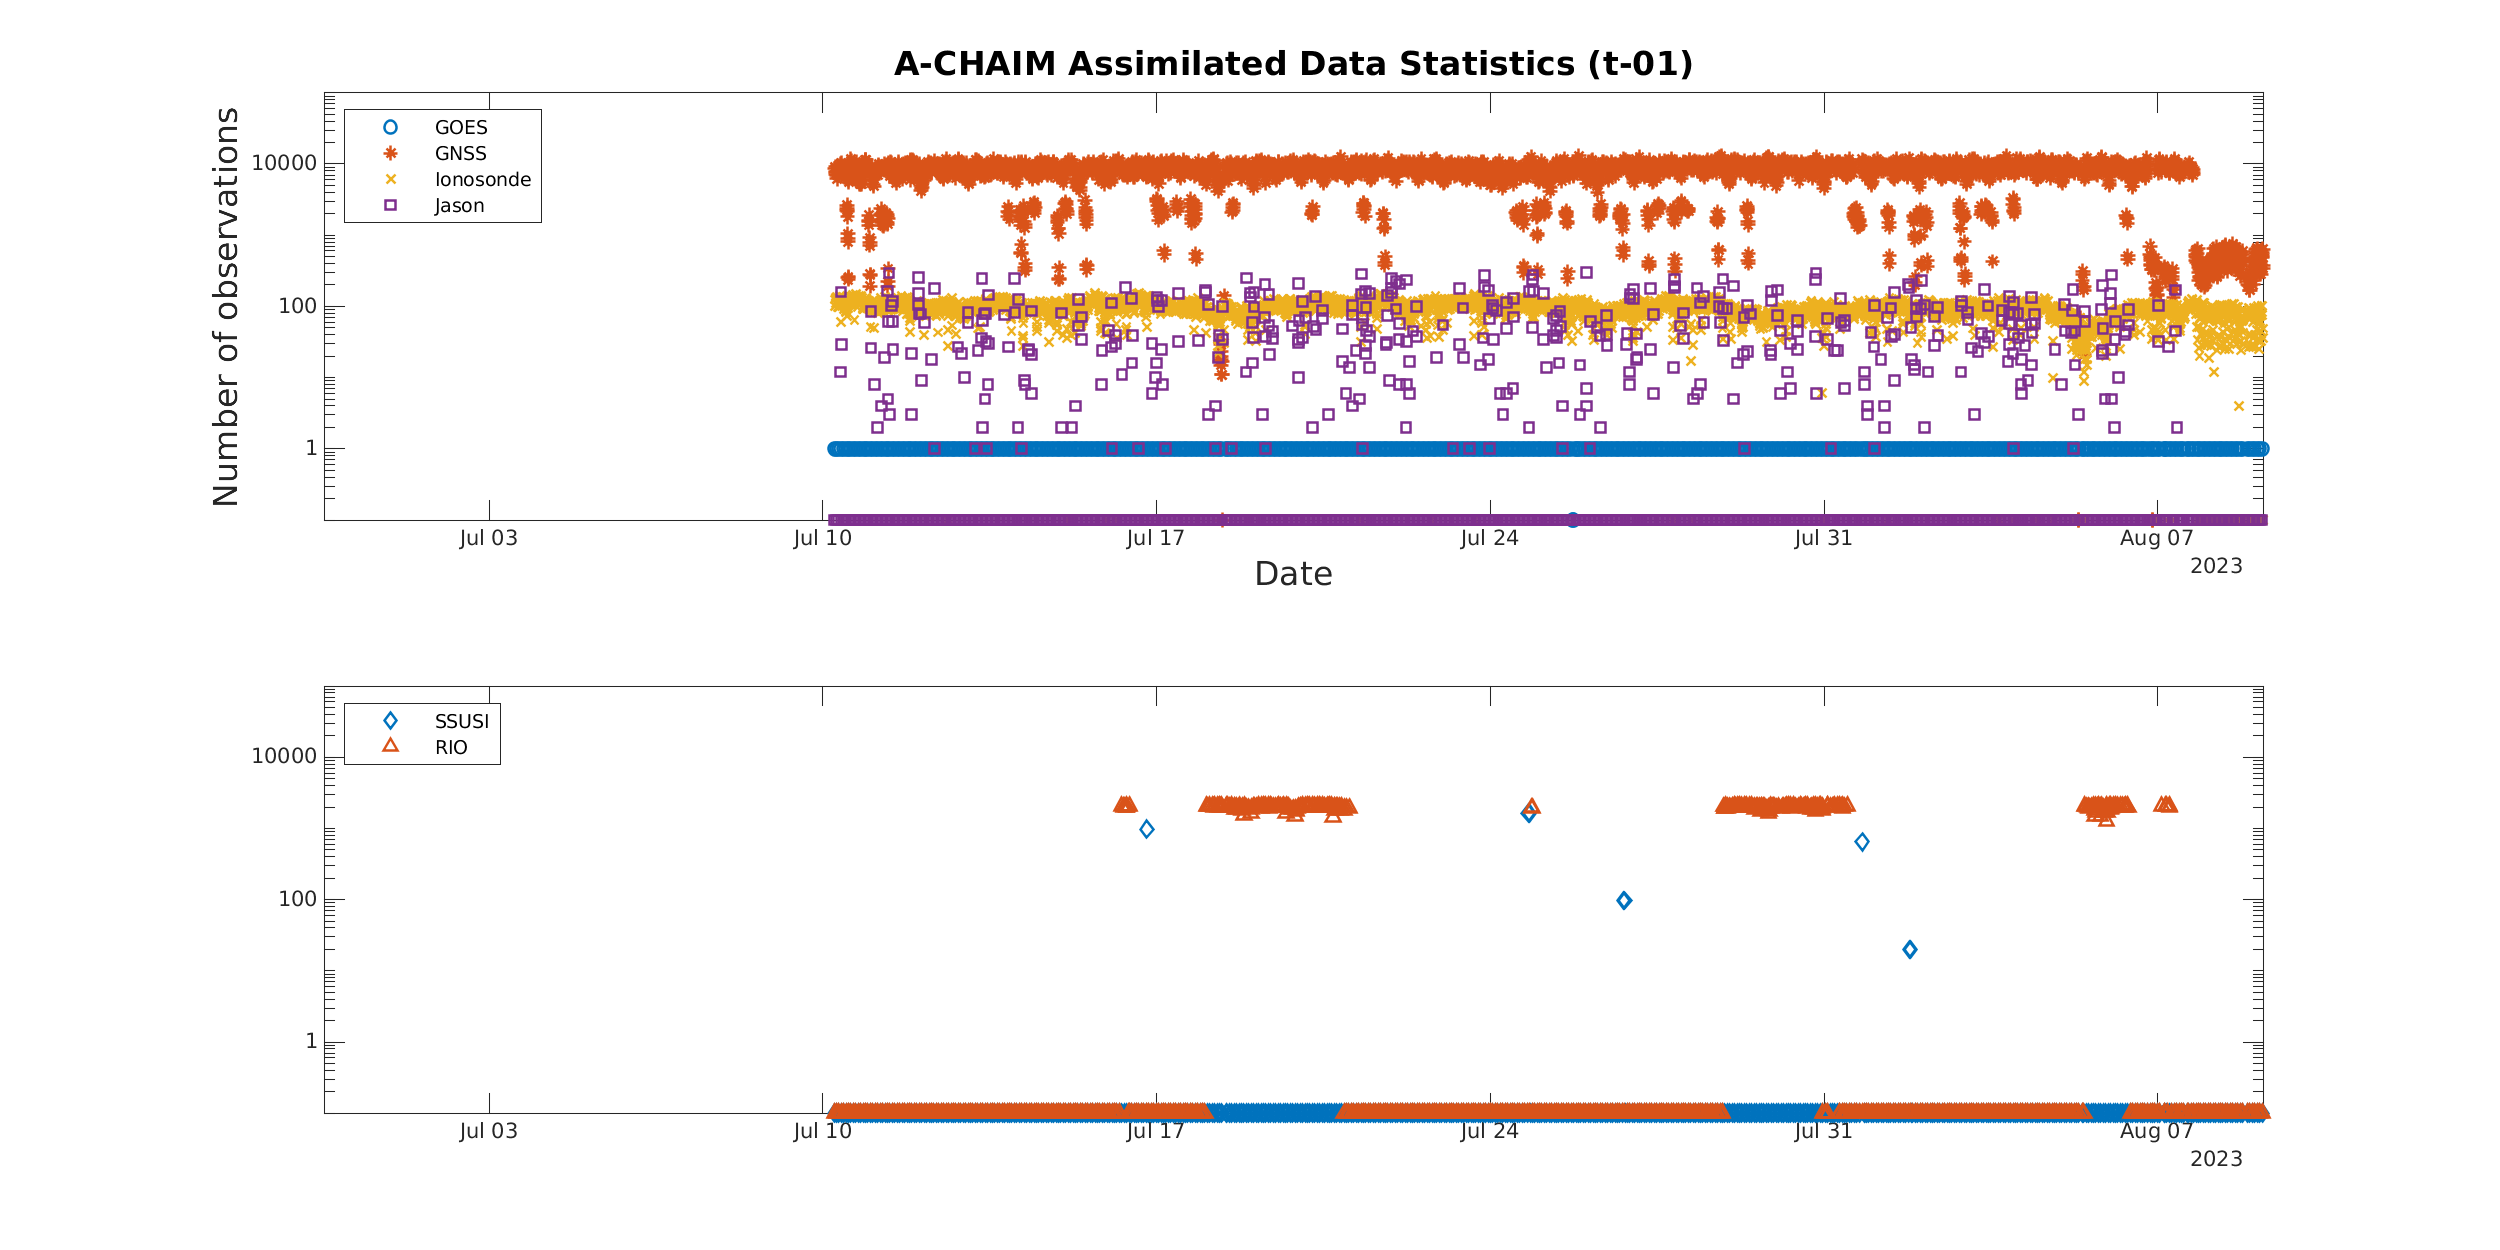 A-CHAIM Assimilated Data Statistics (t-01)
Number of observations
10000
100
1
GOES
GNSS
Ionosonde
Jason
Jul 03
Jul 10
Jul 17
Jul 24
Jul 31
Aug 07
2023
Date
10000
100
1
SSUSI
RIO
Jul 03
Jul 10
Jul 17
Jul 24
Jul 31
Aug 07
2023